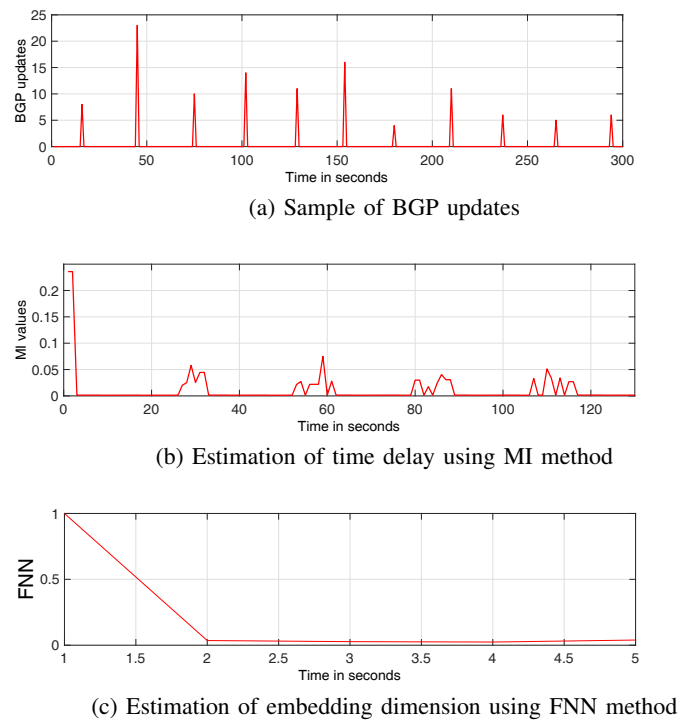 BGP updates
25
20
15
10
5
0
0 50 100 150 200 250 300
Time in seconds
(a) Sample of BGP updates
MI values
0.2
0.15
0.1
0.05
0
0 20 40 60 80 100 120
Time in seconds
(b) Estimation of time delay using MI method
FNN
1
0.5
0
1 1.5 2 2.5 3 3.5 4 4.5 5
Time in seconds
(c) Estimation of embedding dimension using FNN method